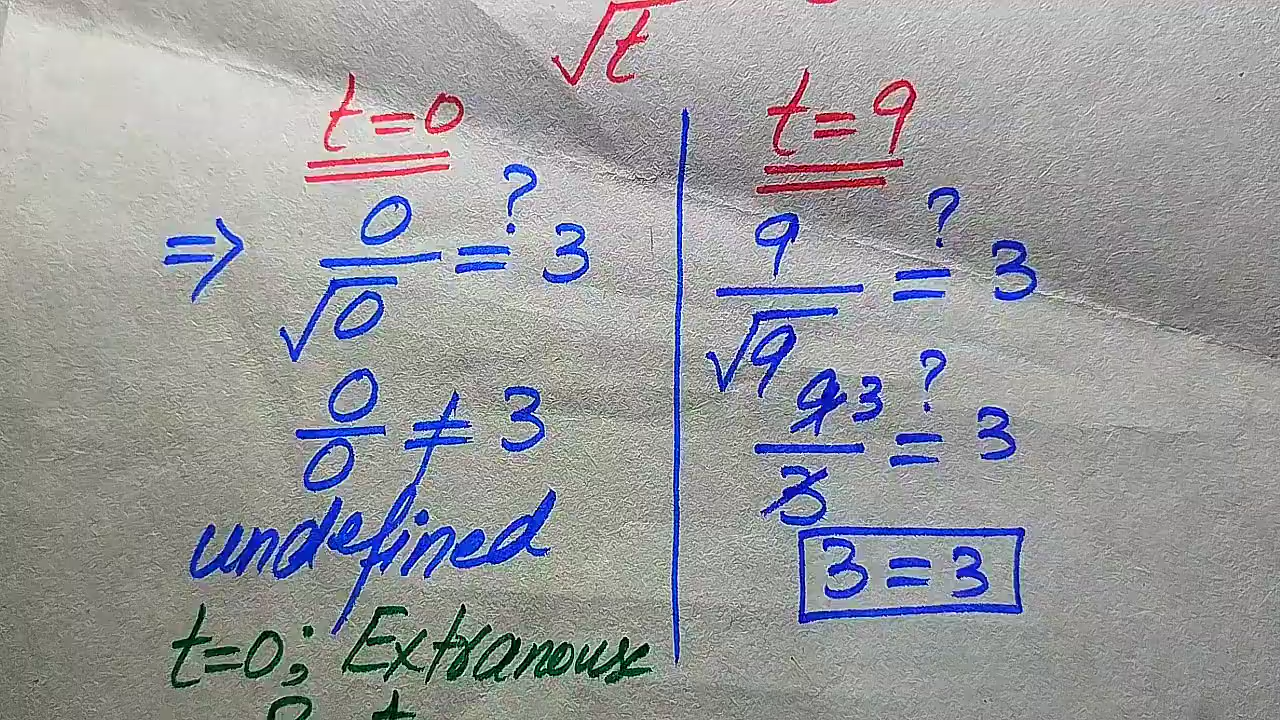 √t
t=0
⇒ 0/√0 =? 3
0/0 ≠ 3
undefined
t=0; Extranous
t=9
9/√9 =? 3
9 3/3 =? 3
3=3